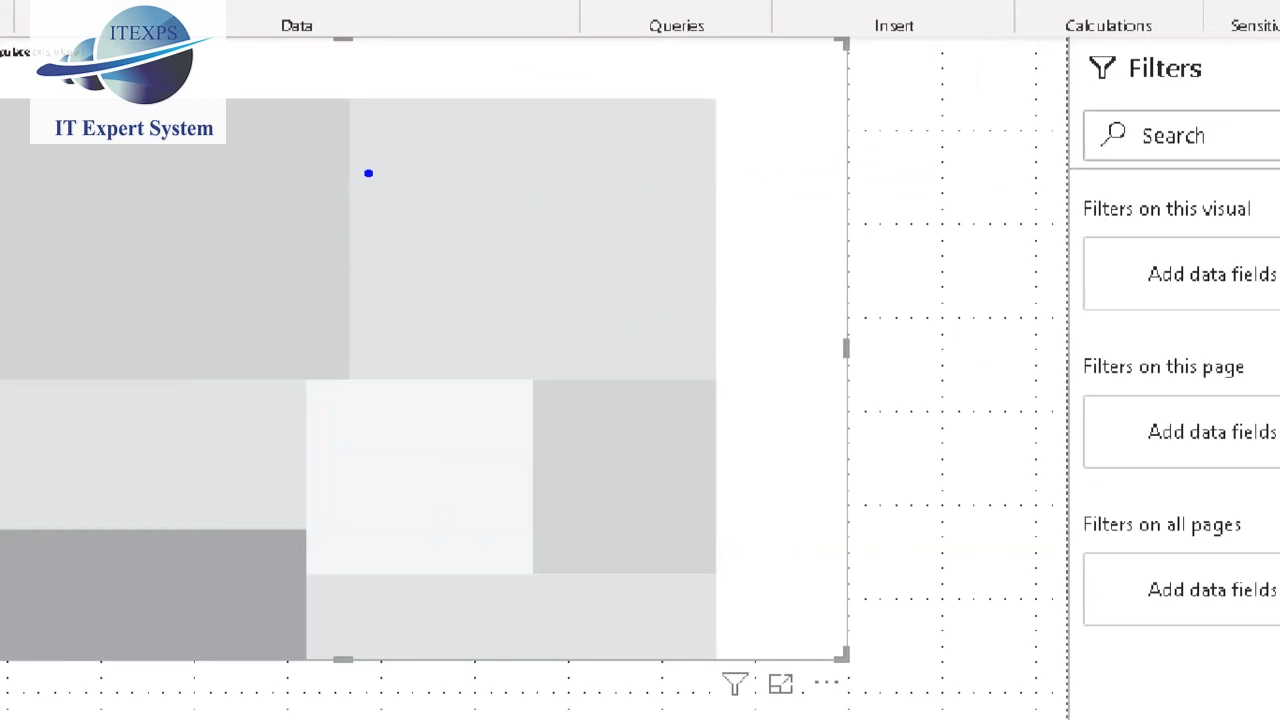 Data
Queries
Insert
Calculations
ITEXPS
IT Expert System
Filters
Search
Filters on this visual
Add data fields
Filters on this page
Add data fields
Filters on all pages
Add data fields